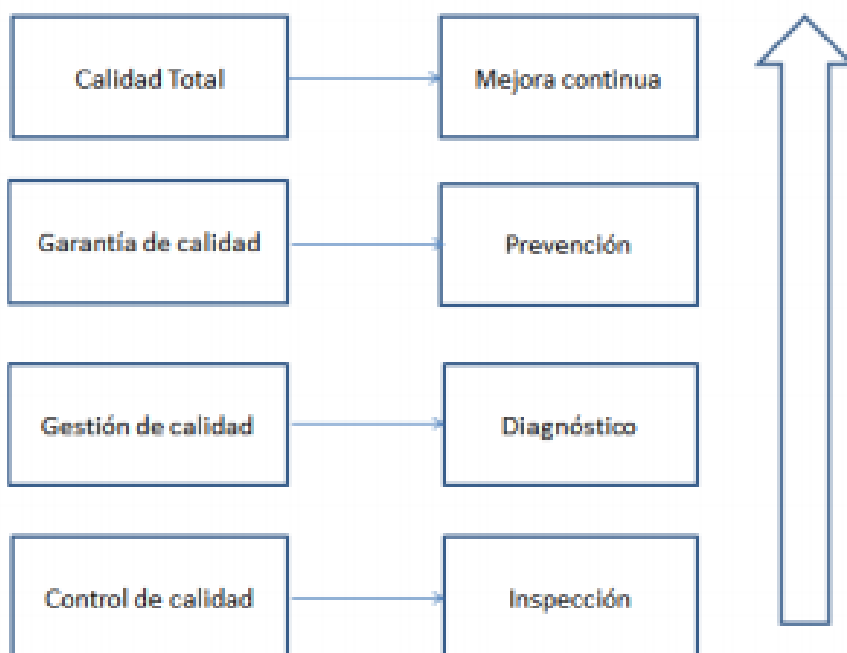 Calidad Total
Mejora continua
Garantía de calidad
Prevención
Gestión de calidad
Diagnóstico
Control de calidad
Inspección